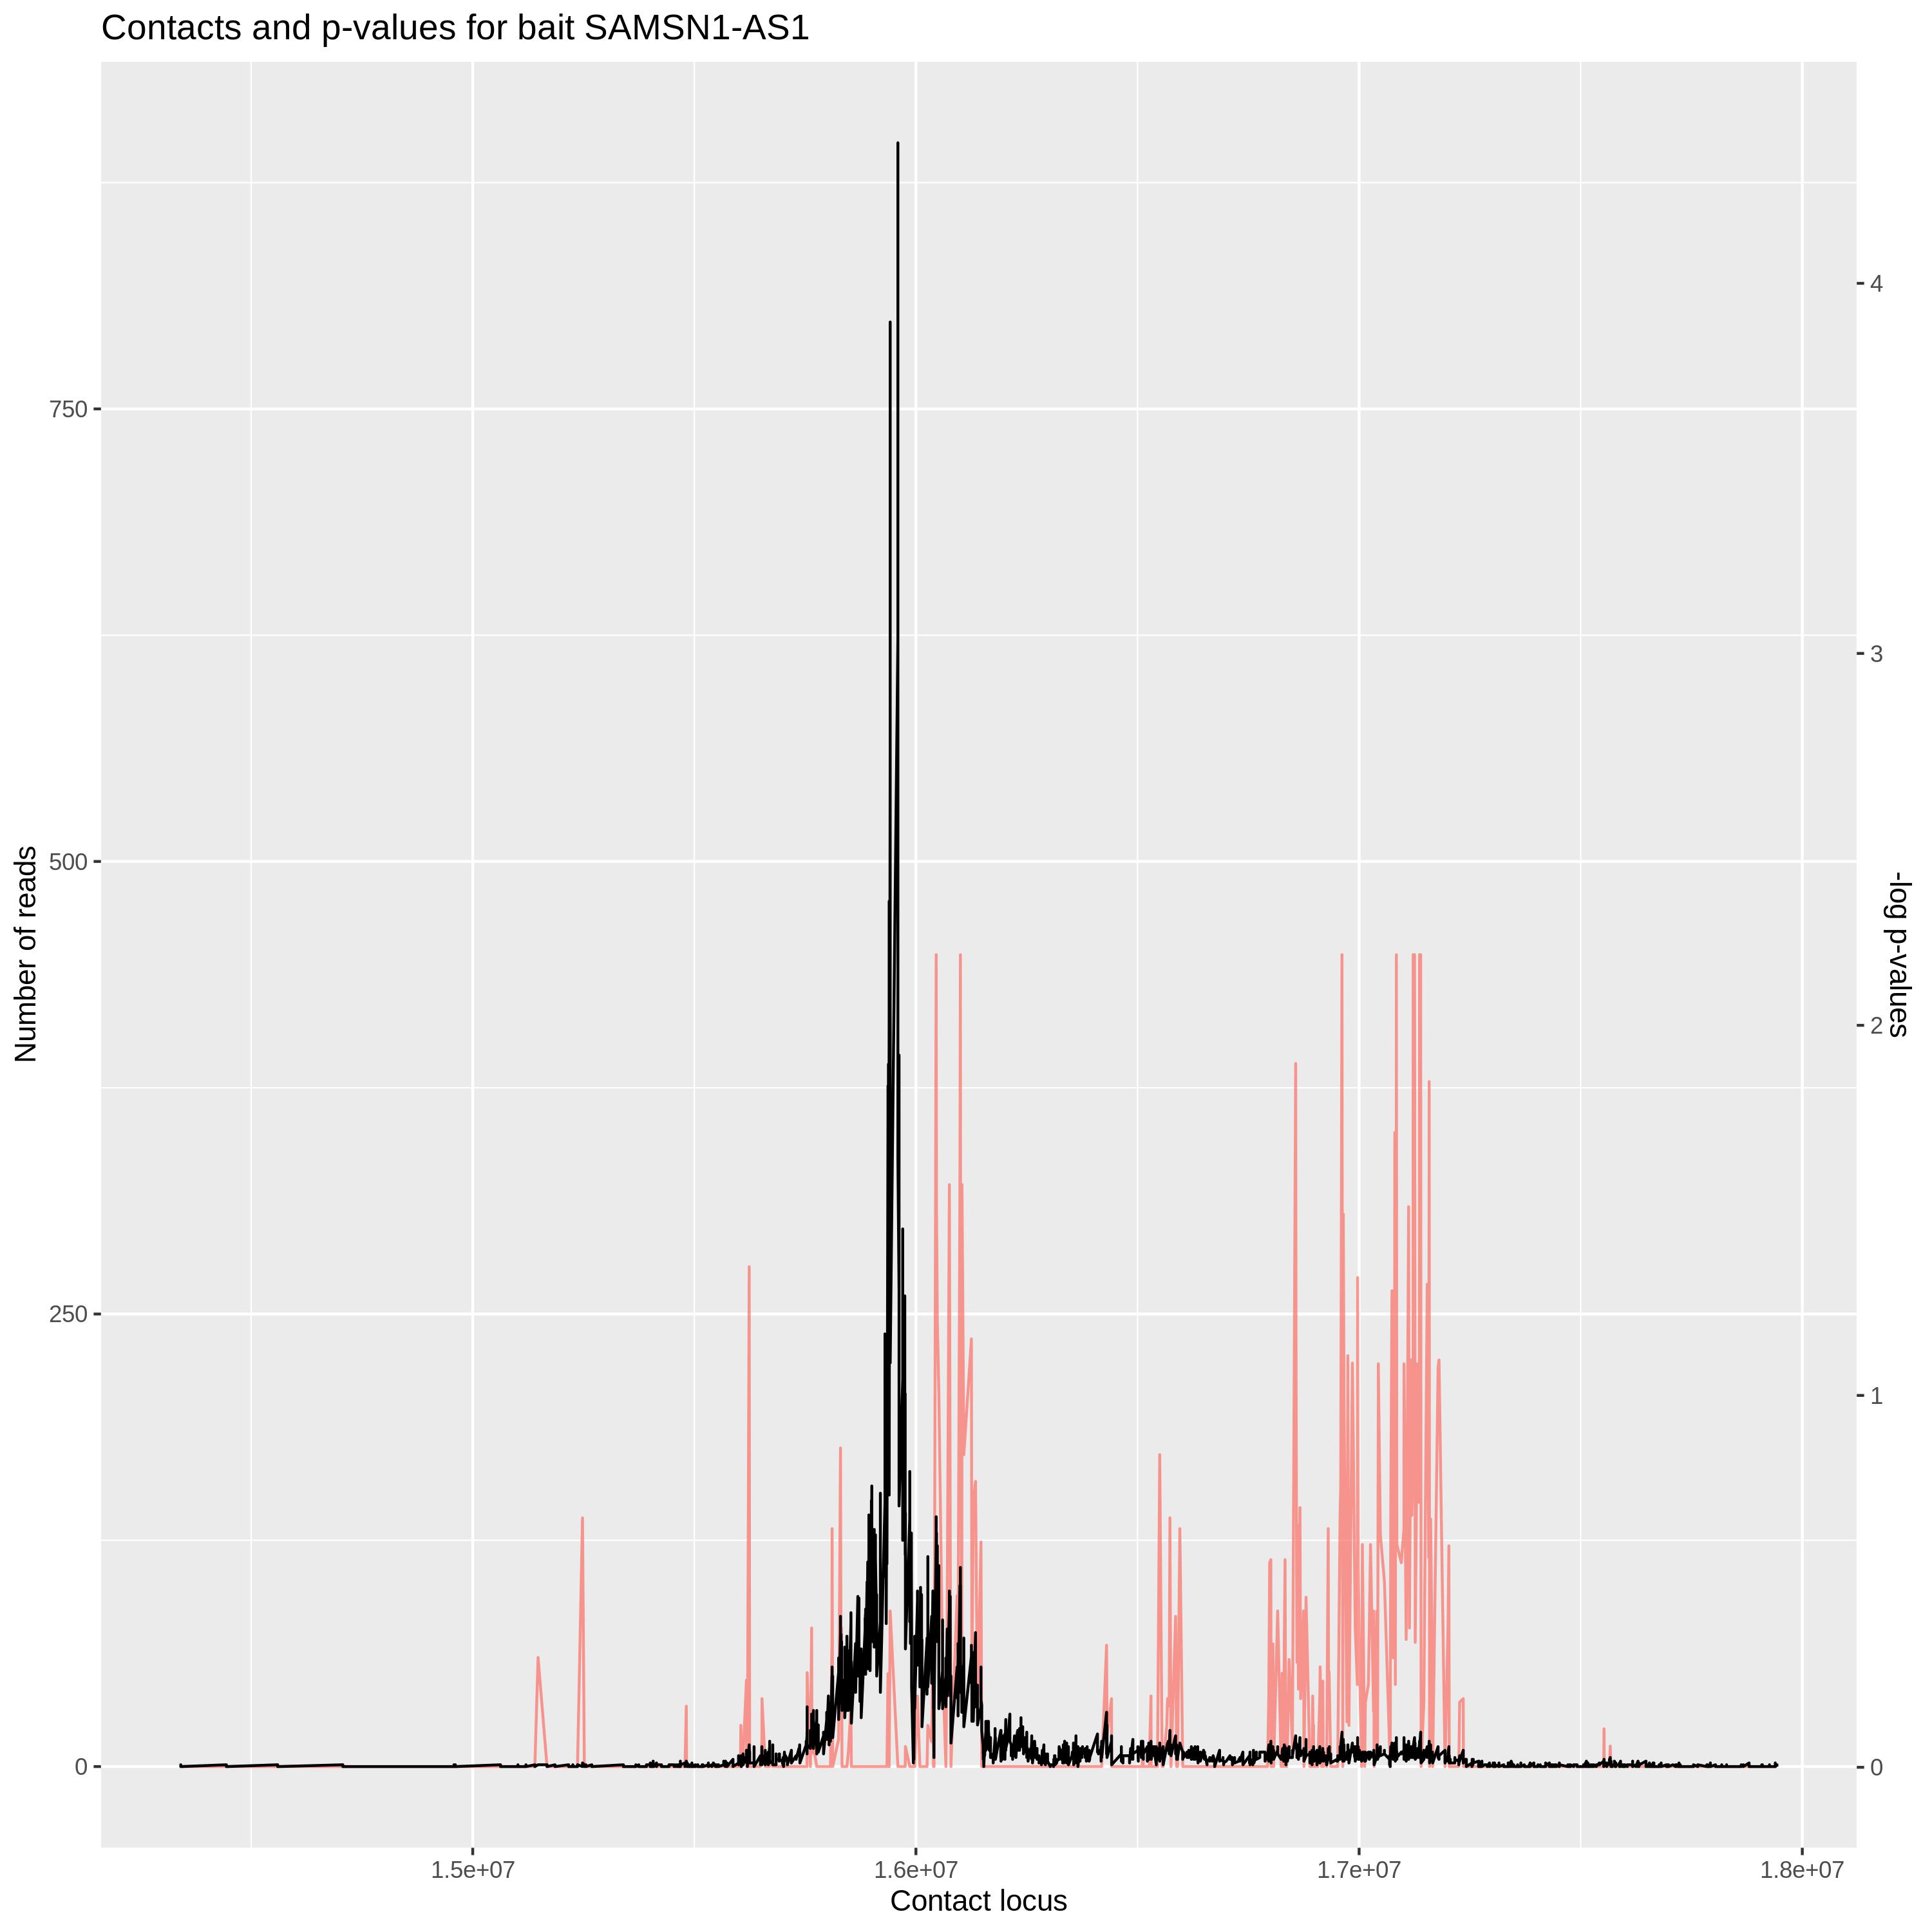 Contacts and p-values for bait SAMSN1-AS1
Number of reads
750
500
250
0
-log p-values
4
3
2
1
0
1.5e+07 1.6e+07 1.7e+07 1.8e+07
Contact locus